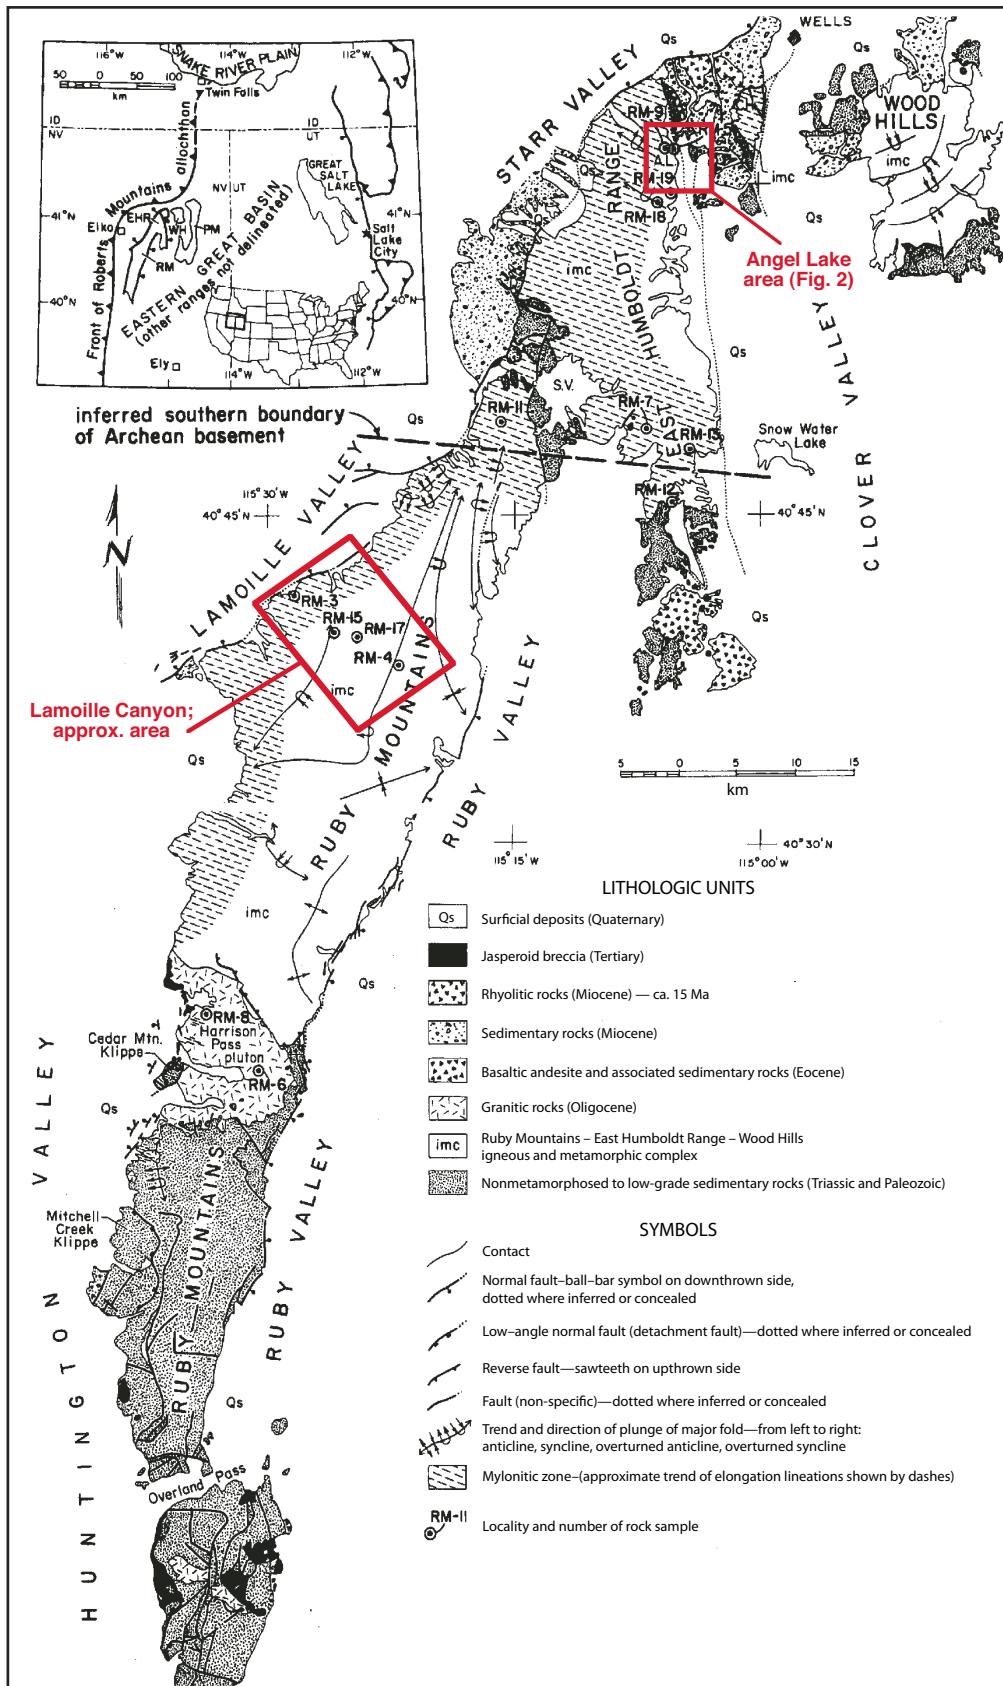 116°W
114°W
112°W
SNAKE RIVER PLAIN
50 0 50 100
km
Twin Falls
ID
NV
ID
UT
allochthon
Mountains
Front of Roberts
GREAT
SALT
LAKE
NV UT
41°N
41°N
Elko
EHR
WH
PM
RM
Salt
Lake
City
EASTERN GREAT BASIN
(other ranges not delineated)
40°N
40°N
Ely
114°W
112°W
WELLS
Qs
Qs
STARR VALLEY
RM-9
AL
RM-19
RM-18
CH
imc
WOOD
HILLS
imc
Qs
Qs
Qs
Angel Lake
area (Fig. 2)
imc
EAST HUMBOLDT RANGE
Qs
CLOVER VALLEY
S.V.
RM-11
RM-7
RM-13
RM-12
Snow Water
Lake
inferred southern boundary
of Archean basement
Qs
115°30'W
40°45'N
40°45'N
N
LAMOILLE VALLEY
RM-3
RM-15
RM-17
RM-4
imc
Lamoille Canyon;
approx. area
Qs
Qs
RUBY MOUNTAINS
RUBY VALLEY
5 0 5 10 15
km
115°15'W
40°30'N
115°00'W
imc
Qs
RM-8
Harrison
Pass
pluton
RM-6
Cedar Mtn.
Klippe
Qs
HUNTINGTON VALLEY
Mitchell
Creek
Klippe
RUBY MOUNTAINS
RUBY VALLEY
Qs
Overland Pass
LITHOLOGIC UNITS
Qs Surficial deposits (Quaternary)
Jasperoid breccia (Tertiary)
Rhyolitic rocks (Miocene) — ca. 15 Ma
Sedimentary rocks (Miocene)
Basaltic andesite and associated sedimentary rocks (Eocene)
Granitic rocks (Oligocene)
imc Ruby Mountains – East Humboldt Range – Wood Hills
igneous and metamorphic complex
Nonmetamorphosed to low-grade sedimentary rocks (Triassic and Paleozoic)
SYMBOLS
Contact
Normal fault–ball–bar symbol on downthrown side,
dotted where inferred or concealed
Low–angle normal fault (detachment fault)—dotted where inferred or concealed
Reverse fault—sawteeth on upthrown side
Fault (non-specific)—dotted where inferred or concealed
Trend and direction of plunge of major fold—from left to right:
anticline, syncline, overturned anticline, overturned syncline
Mylonitic zone–(approximate trend of elongation lineations shown by dashes)
RM-11 Locality and number of rock sample